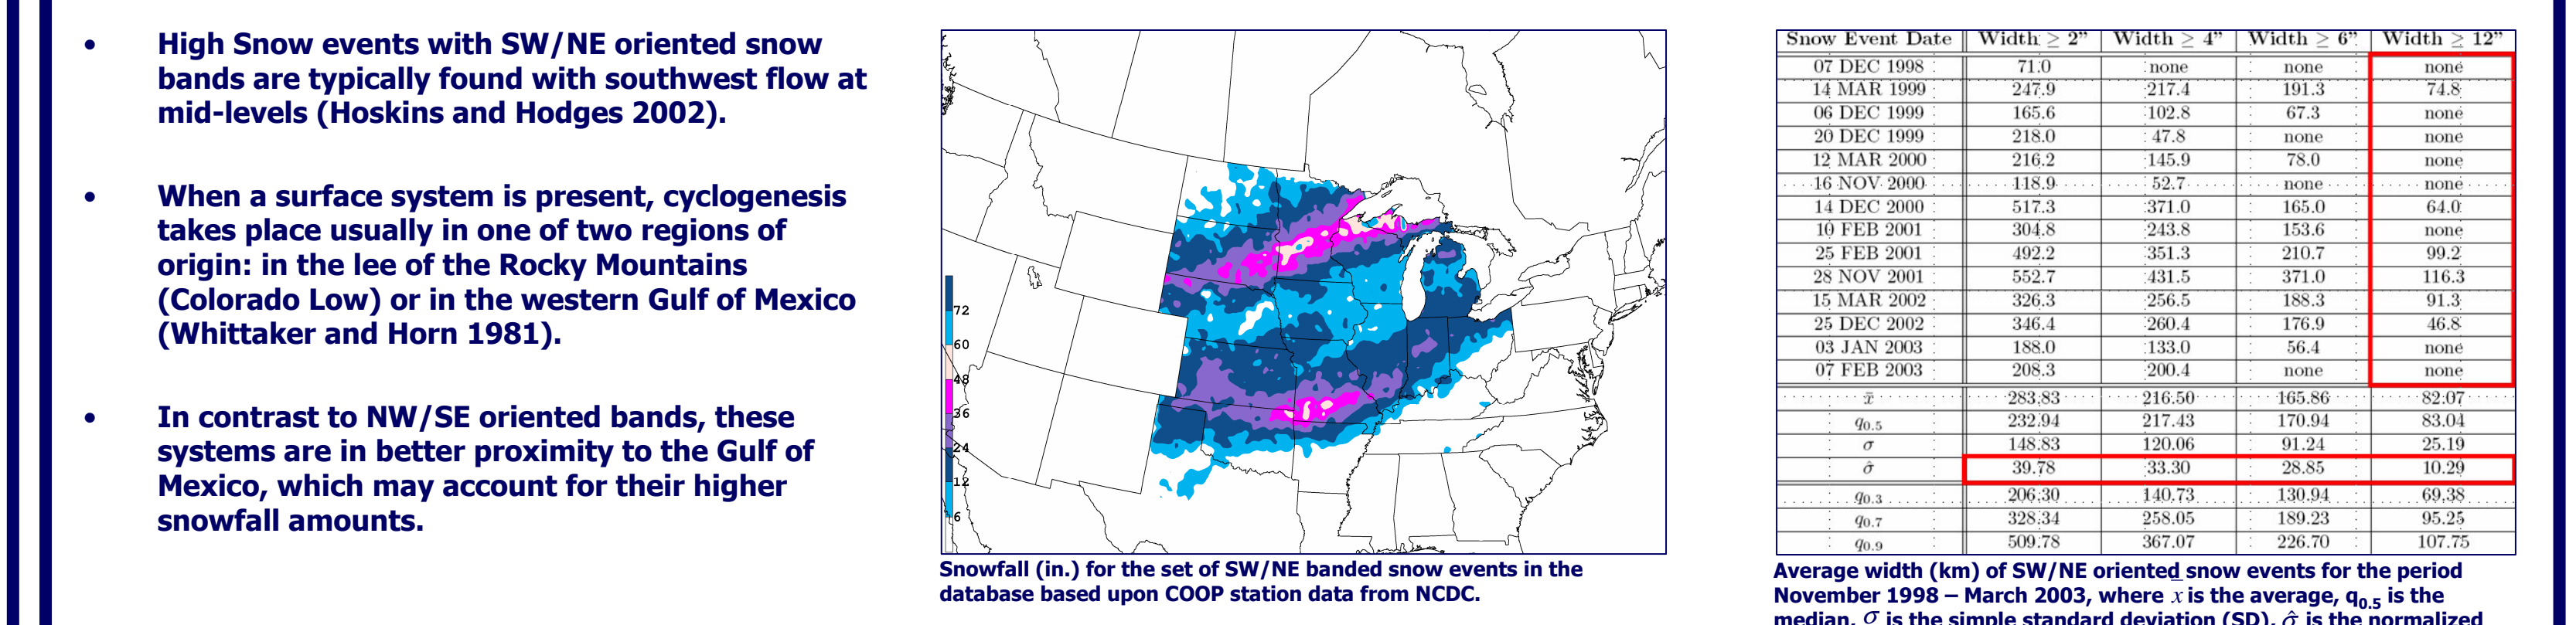 • High Snow events with SW/NE oriented snow
bands are typically found with southwest flow at
mid-levels (Hoskins and Hodges 2002).
• When a surface system is present, cyclogenesis
takes place usually in one of two regions of
origin: in the lee of the Rocky Mountains
(Colorado Low) or in the western Gulf of Mexico
(Whittaker and Horn 1981).
• In contrast to NW/SE oriented bands, these
systems are in better proximity to the Gulf of
Mexico, which may account for their higher
snowfall amounts.
72
60
48
36
24
12
6
Snowfall (in.) for the set of SW/NE banded snow events in the
database based upon COOP station data from NCDC.
Snow Event Date Width ≥ 2" Width ≥ 4" Width ≥ 6" Width ≥ 12"
07 DEC 1998 71.0 none none none
14 MAR 1999 247.9 217.4 191.3 74.8
06 DEC 1999 165.6 102.8 67.3 none
20 DEC 1999 218.0 47.8 none none
12 MAR 2000 216.2 145.9 78.0 none
16 NOV 2000 118.9 52.7 none none
14 DEC 2000 517.3 371.0 165.0 64.0
10 FEB 2001 304.8 243.8 153.6 none
25 FEB 2001 492.2 351.3 210.7 99.2
28 NOV 2001 552.7 431.5 371.0 116.3
15 MAR 2002 326.3 256.5 188.3 91.3
25 DEC 2002 346.4 260.4 176.9 46.8
03 JAN 2003 188.0 133.0 56.4 none
07 FEB 2003 208.3 200.4 none none
x̄ 283.83 216.50 165.86 82.07
q0.5 232.94 217.43 170.94 83.04
σ 148.83 120.06 91.24 25.19
σ̂ 39.78 33.30 28.85 10.29
q0.3 206.30 140.73 130.94 69.38
q0.7 328.34 258.05 189.23 95.25
q0.9 509.78 367.07 226.70 107.75
Average width (km) of SW/NE oriented snow events for the period
November 1998 – March 2003, where x̄ is the average, q0.5 is the
median, σ is the simple standard deviation (SD), σ̂ is the normalized